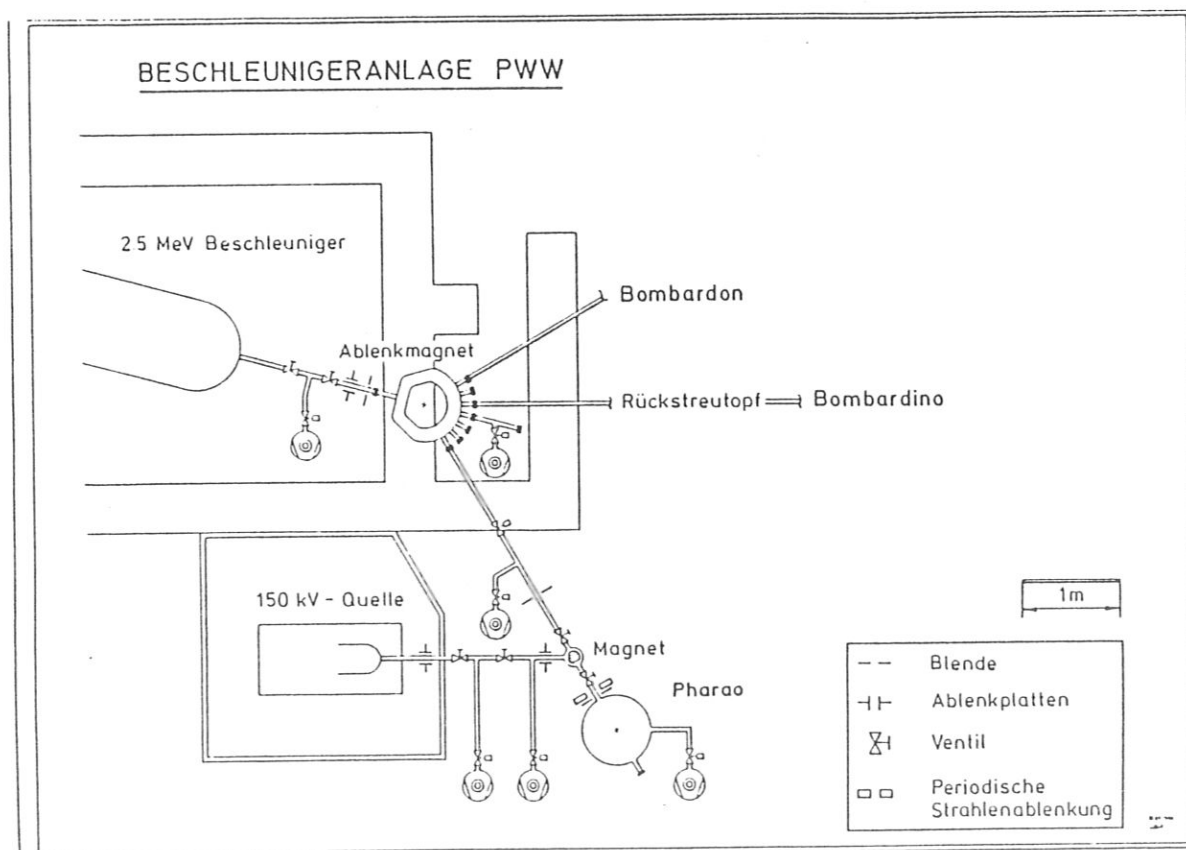 BESCHLEUNIGERANLAGE PWW
25 MeV Beschleuniger
Bombardon
Ablenkmagnet
Rückstreutopf
Bombardino
150 kV - Quelle
Magnet
Pharao
1m
Blende
Ablenkplatten
Ventil
Periodische
Strahlenablenkung